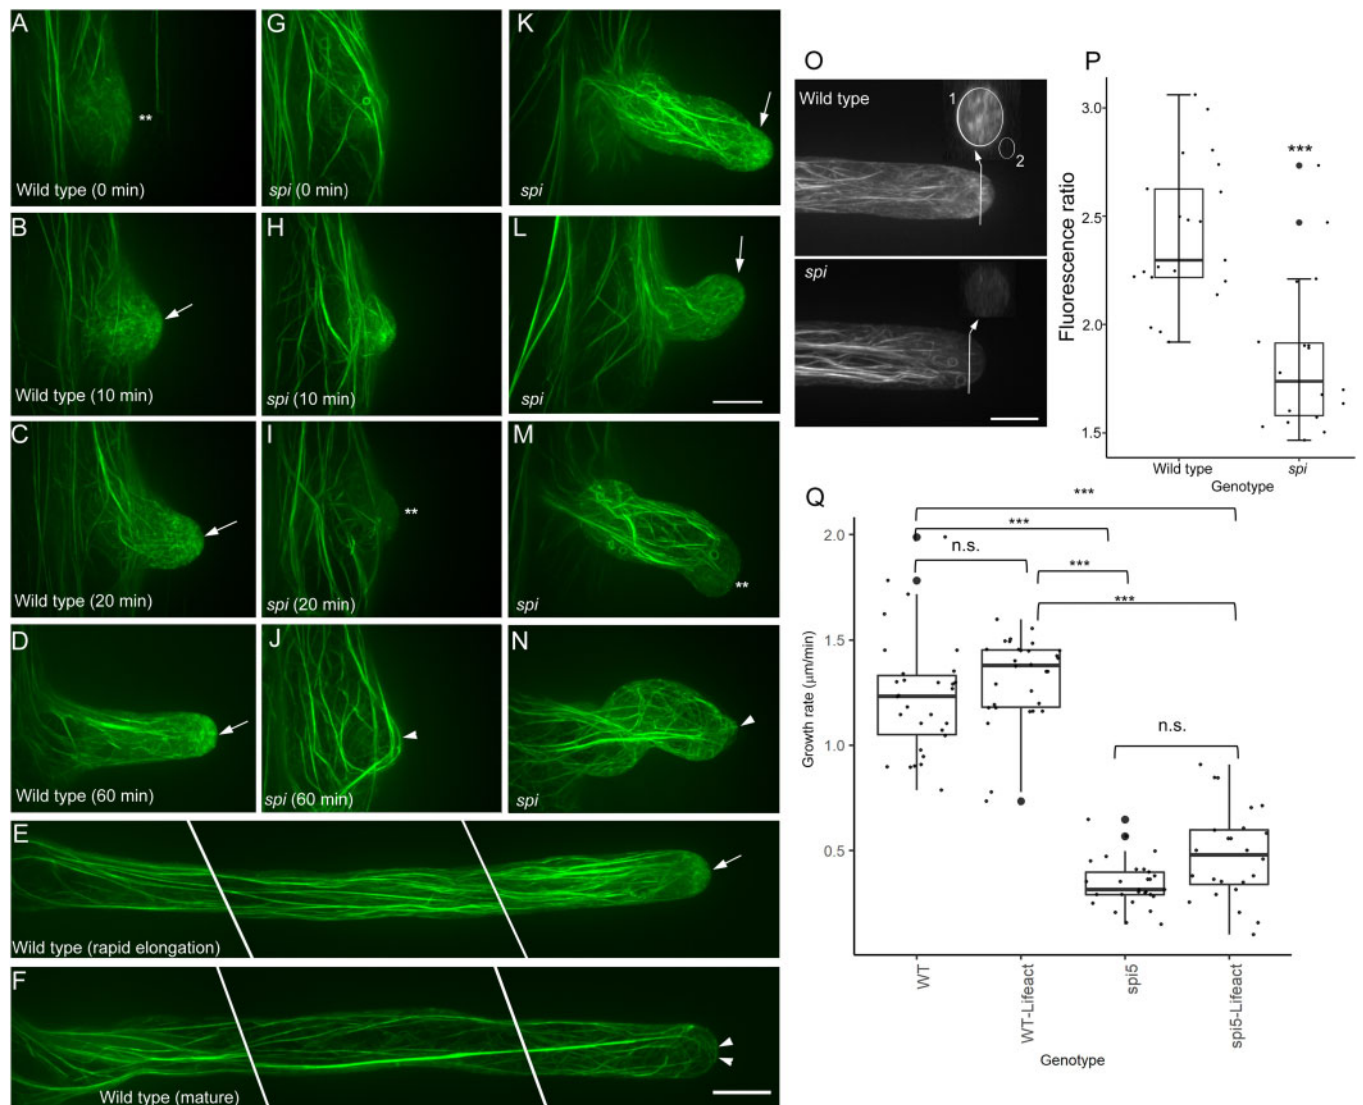 A
**
Wild type (0 min)
B
Wild type (10 min)
C
Wild type (20 min)
D
Wild type (60 min)
E
Wild type (rapid elongation)
F
Wild type (mature)
G
spi (0 min)
H
spi (10 min)
I
**
spi (20 min)
J
spi (60 min)
K
spi
L
spi
M
**
spi
N
spi
O
Wild type
1
2
spi
P
3.0
2.5
2.0
1.5
Fluorescence ratio
***
Wild type
spi
Genotype
Q
***
***
n.s.
***
***
n.s.
2.0
1.5
1.0
0.5
Growth rate (μm/min)
WT
WT-Lifeact
spi5
spi5-Lifeact
Genotype